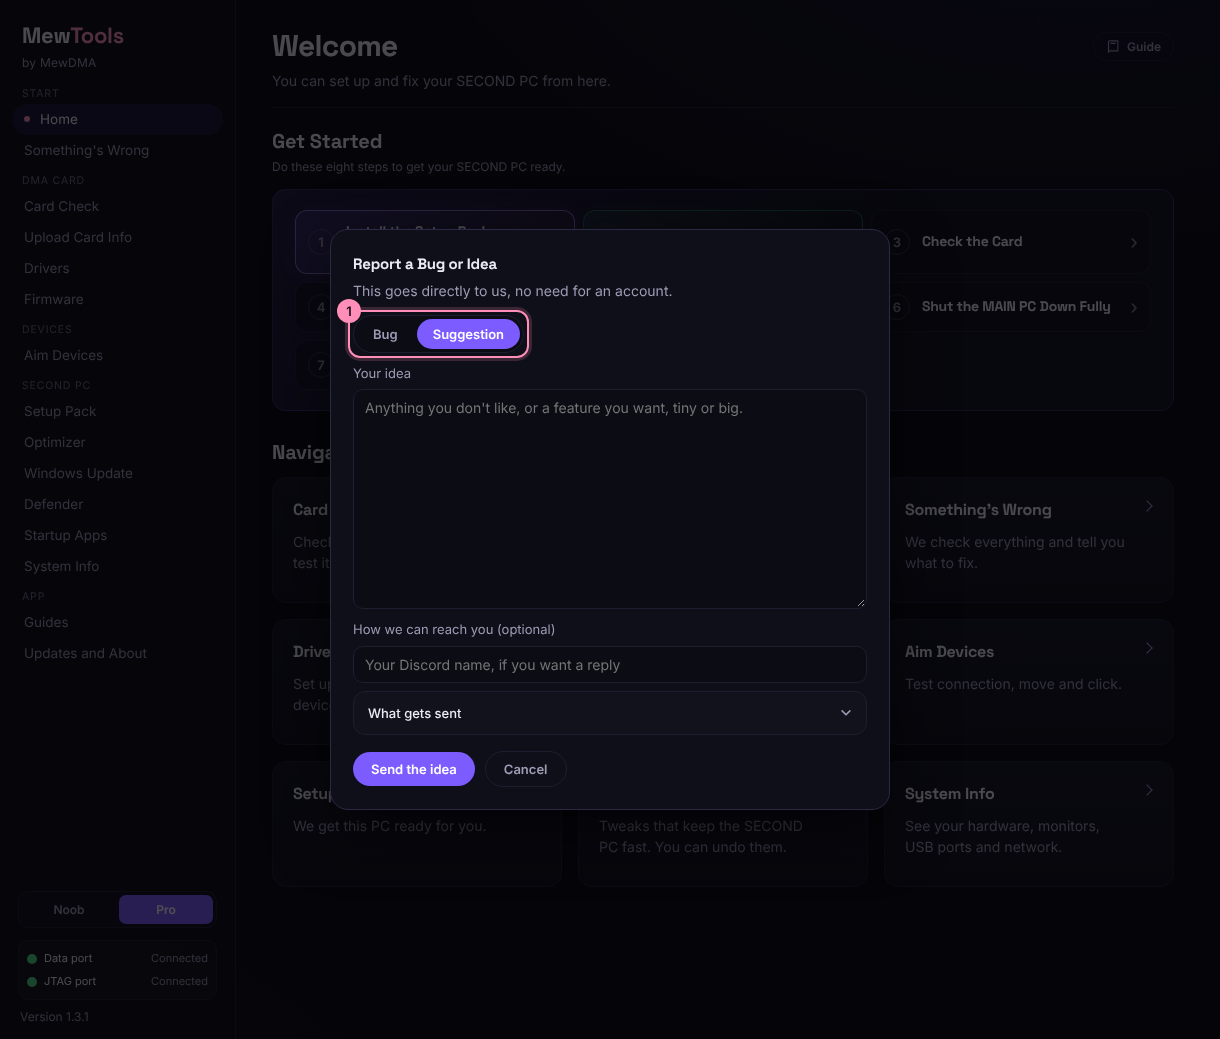 MewTools
by MewDMA
START
Home
Something's Wrong
DMA CARD
Card Check
Upload Card Info
Drivers
Firmware
DEVICES
Aim Devices
SECOND PC
Setup Pack
Optimizer
Windows Update
Defender
Startup Apps
System Info
APP
Guides
Updates and About
Noob
Pro
Data port
Connected
JTAG port
Connected
Version 1.3.1
Welcome
Guide
You can set up and fix your SECOND PC from here.
Get Started
Do these eight steps to get your SECOND PC ready.
1
3
Check the Card
4
6
Shut the MAIN PC Down Fully
7
Report a Bug or Idea
This goes directly to us, no need for an account.
1
Bug
Suggestion
Your idea
Anything you don't like, or a feature you want, tiny or big.
How we can reach you (optional)
Your Discord name, if you want a reply
What gets sent
Send the idea
Cancel
Card
test
Something's Wrong
We check everything and tell you
what to fix.
Aim Devices
Test connection, move and click.
We get this PC ready for you.
Tweaks that keep the SECOND
PC fast. You can undo them.
System Info
See your hardware, monitors,
USB ports and network.